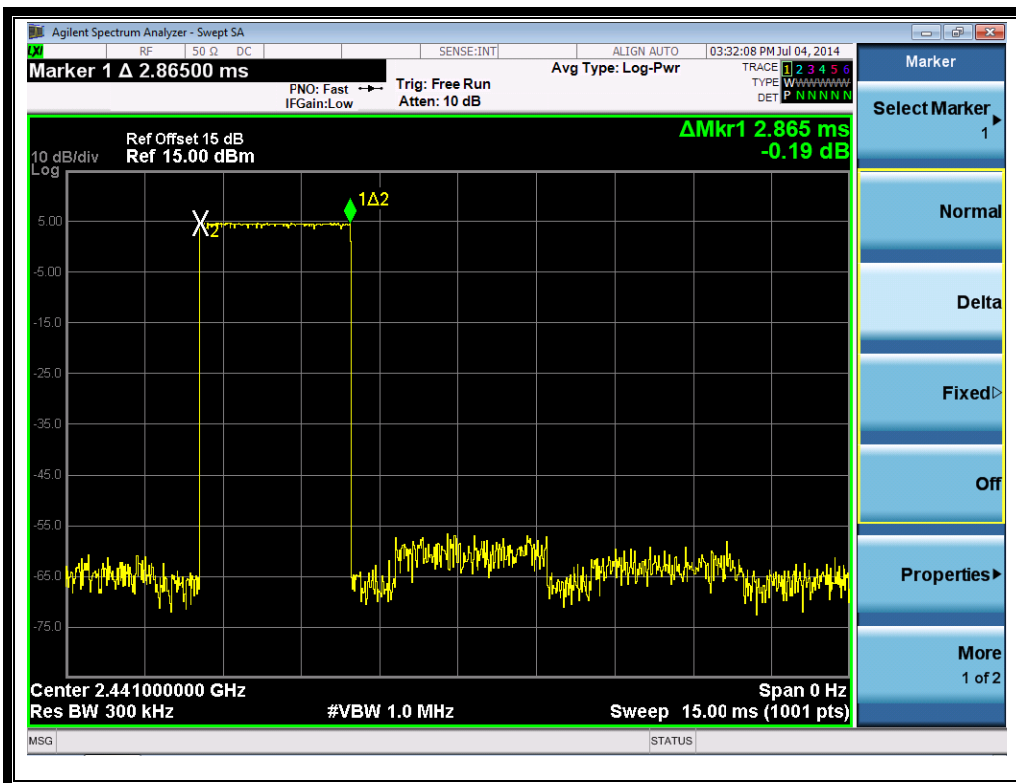 Agilent Spectrum Analyzer - Swept SA
LXI RF 50 Ω DC SENSE:INT ALIGN AUTO 03:32:08 PM Jul 04, 2014
Marker 1 Δ 2.86500 ms
PNO: Fast
IFGain:Low
Trig: Free Run
Atten: 10 dB
Avg Type: Log-Pwr
TRACE 1 2 3 4 5 6
TYPE WWWWWW
DET P N N N N N
ΔMkr1 2.865 ms
-0.19 dB
Ref Offset 15 dB
10 dB/div Ref 15.00 dBm
Log
1Δ2
5.00
X2
-5.00
-15.0
-25.0
-35.0
-45.0
-55.0
-65.0
-75.0
Center 2.441000000 GHz Span 0 Hz
Res BW 300 kHz #VBW 1.0 MHz Sweep 15.00 ms (1001 pts)
MSG STATUS
Marker
Select Marker
1
Normal
Delta
Fixed
Off
Properties
More
1 of 2